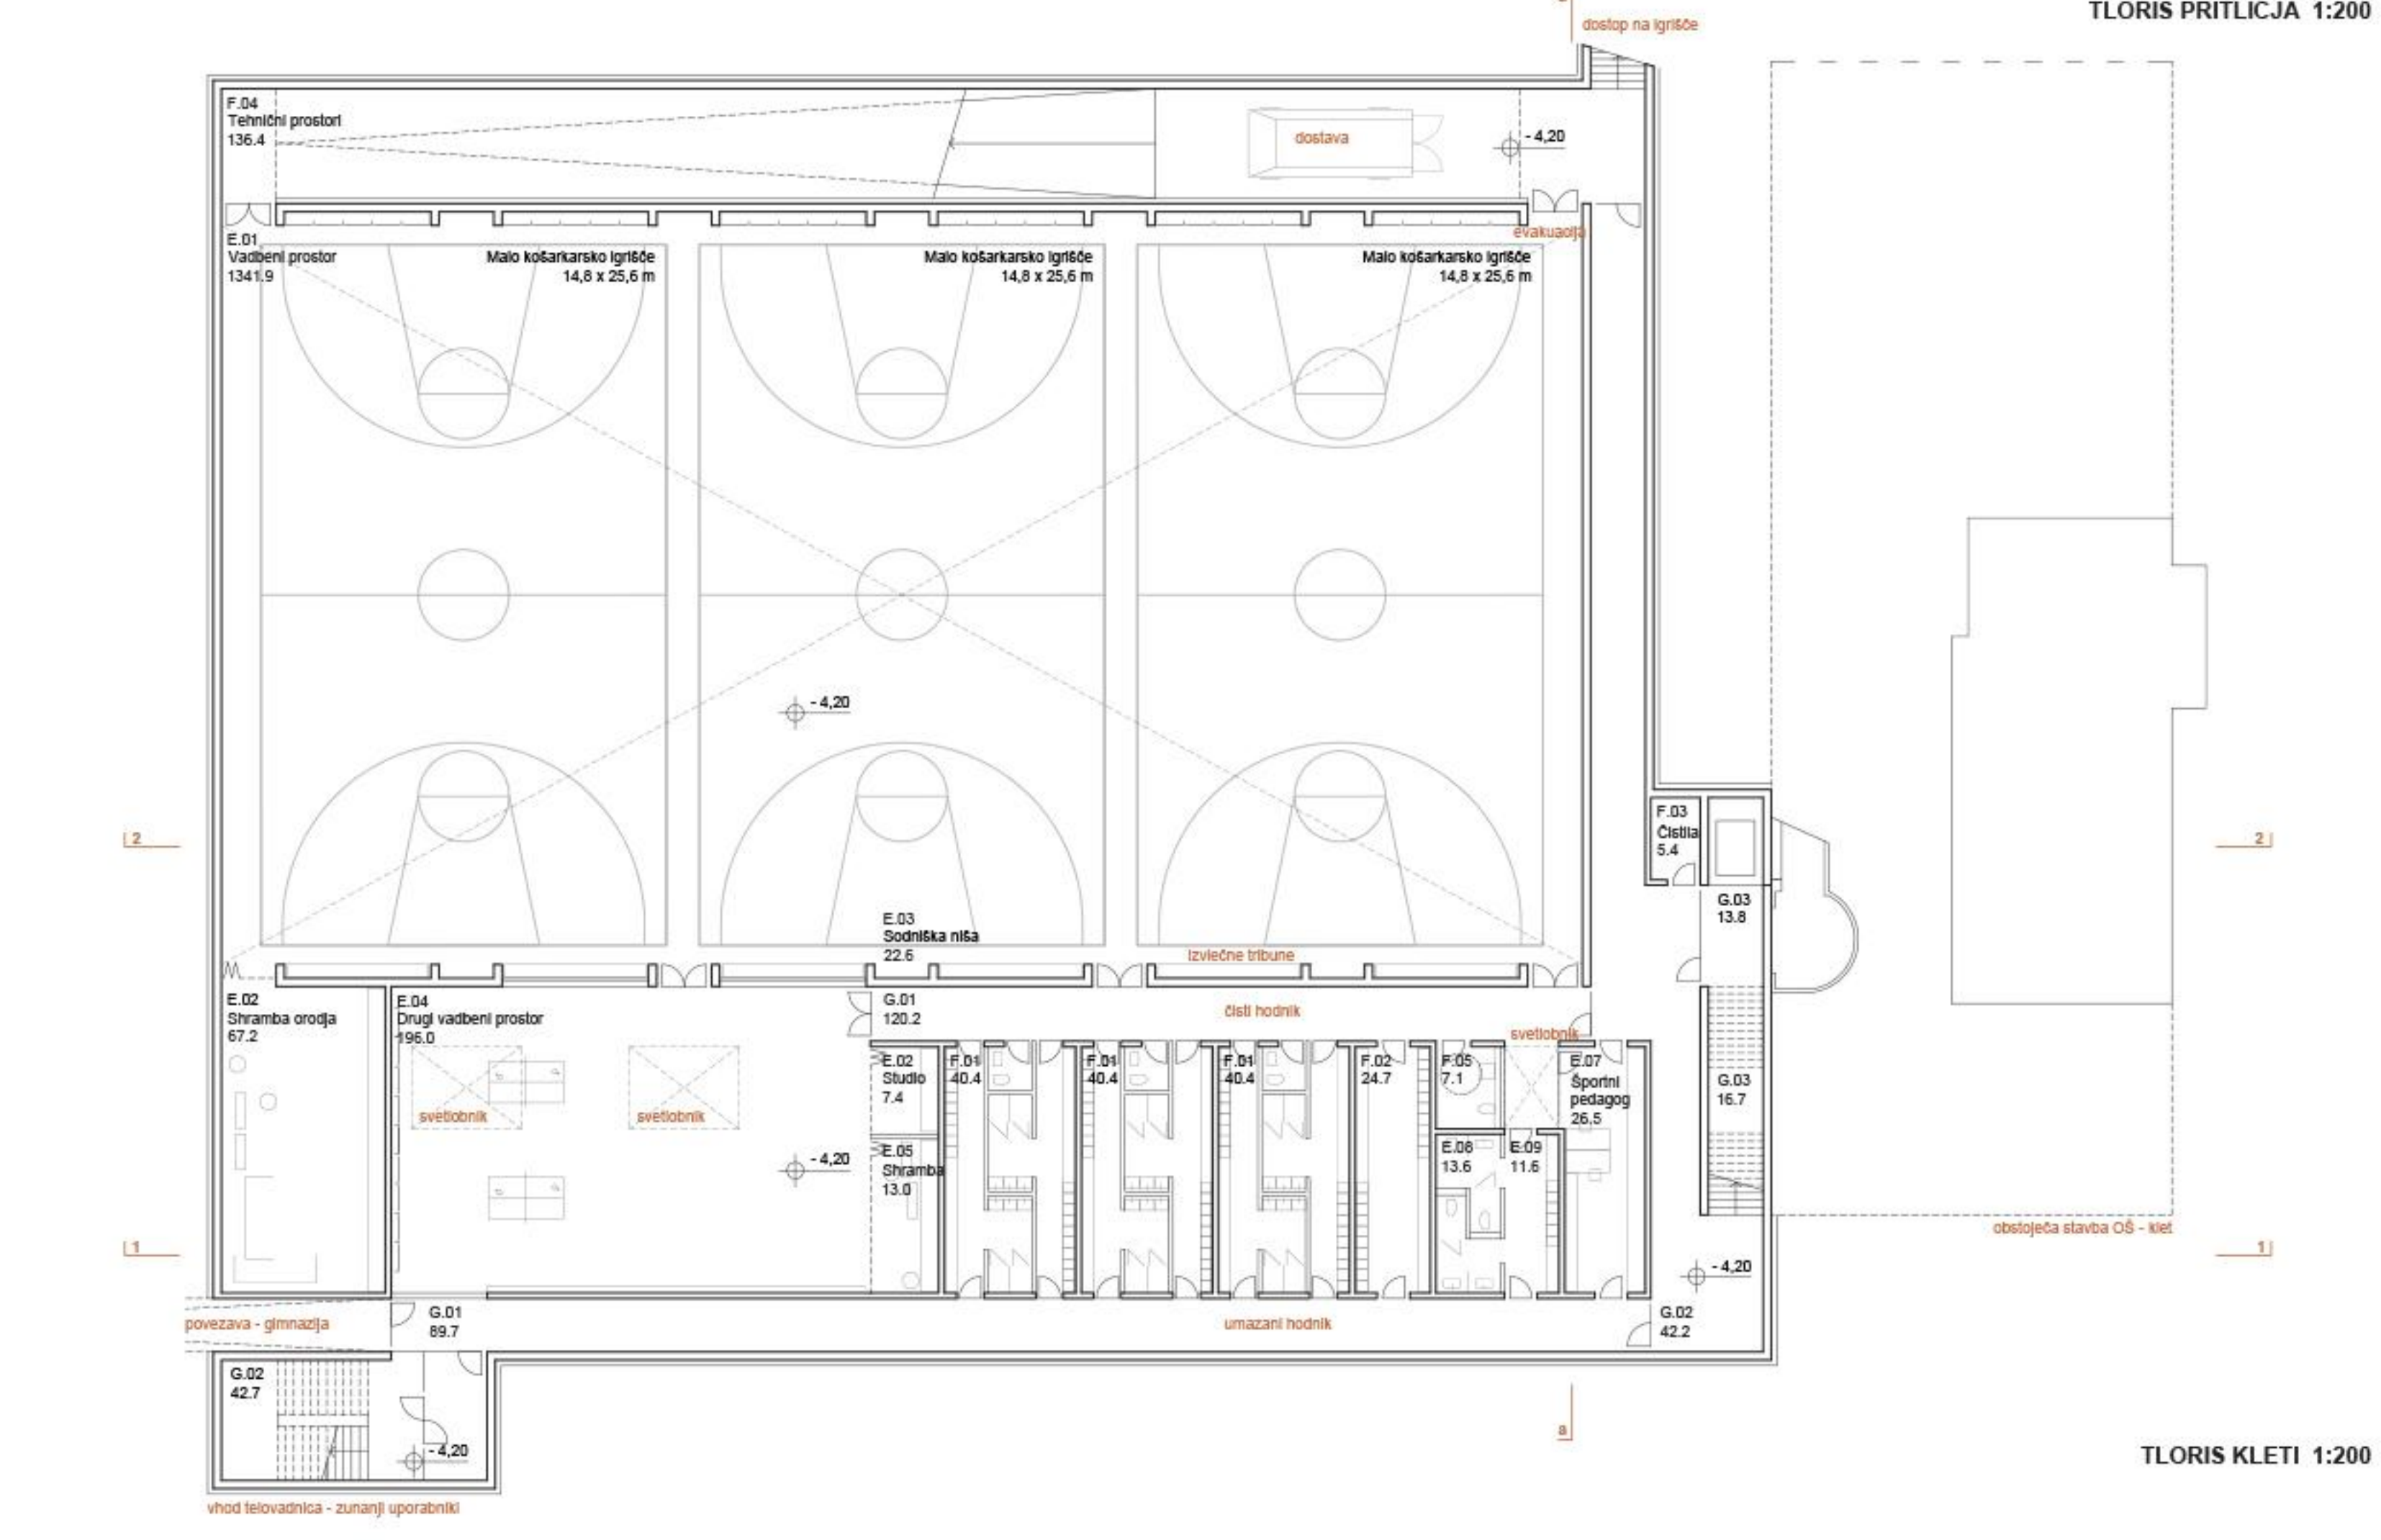 TLORIS PRITLIČJA 1:200
dostop na igrišče
F.04
Tehnični prostori
136.4
dostava
- 4,20
evakuacija
E.01
Vadbeni prostor
1341.9
Malo košarkarsko igrišče
14,8 x 25,6 m
Malo košarkarsko igrišče
14,8 x 25,6 m
Malo košarkarsko igrišče
14,8 x 25,6 m
- 4,20
2
2
F.03
Čistila
5.4
G.03
13.8
E.03
Sodniška niša
22.6
izvlečne tribune
E.02
Shramba orodja
67.2
E.04
Drugi vadbeni prostor
196.0
G.01
120.2
čisti hodnik
svetlobnik
svetlobnik
svetlobnik
E.02
Studio
7.4
F.01
40.4
F.01
40.4
F.01
40.4
F.02
24.7
F.05
7.1
E.07
Športni
pedagog
26,5
G.03
16.7
E.05
Shramba
13.0
E.08
13.6
E.09
11.6
- 4,20
obstoječa stavba OŠ - klet
1
1
- 4,20
povezava - gimnazija
G.01
89.7
umazani hodnik
G.02
42.2
G.02
42.7
- 4,20
a
TLORIS KLETI 1:200
vhod telovadnica - zunanji uporabniki